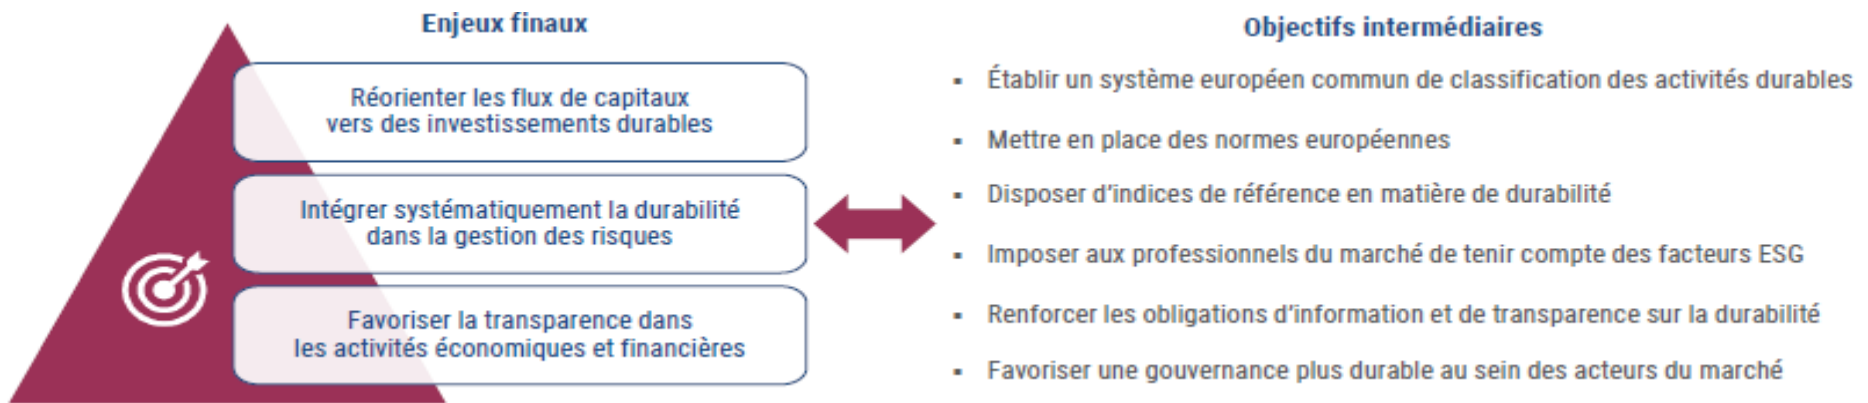 Enjeux finaux
Réorienter les flux de capitaux
vers des investissements durables
Intégrer systématiquement la durabilité
dans la gestion des risques
Favoriser la transparence dans
les activités économiques et financières
Objectifs intermédiaires
▪ Établir un système européen commun de classification des activités durables
▪ Mettre en place des normes européennes
▪ Disposer d'indices de référence en matière de durabilité
▪ Imposer aux professionnels du marché de tenir compte des facteurs ESG
▪ Renforcer les obligations d'information et de transparence sur la durabilité
▪ Favoriser une gouvernance plus durable au sein des acteurs du marché